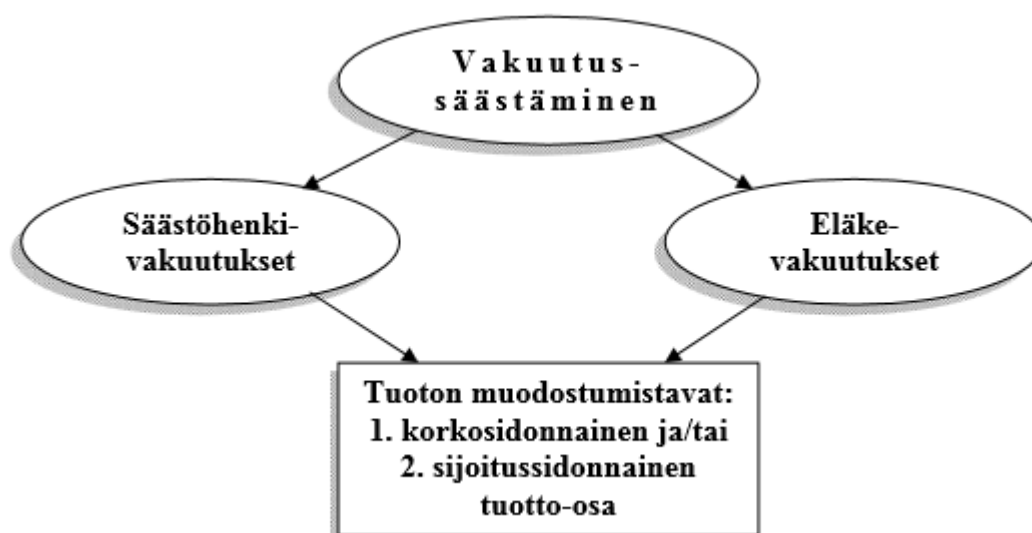 Vakuutus-
säästäminen
Säästöhenki-
vakuutukset
Eläke-
vakuutukset
Tuoton muodostumistavat:
1. korkosidonnainen ja/tai
2. sijoitussidonnainen
tuotto-osa